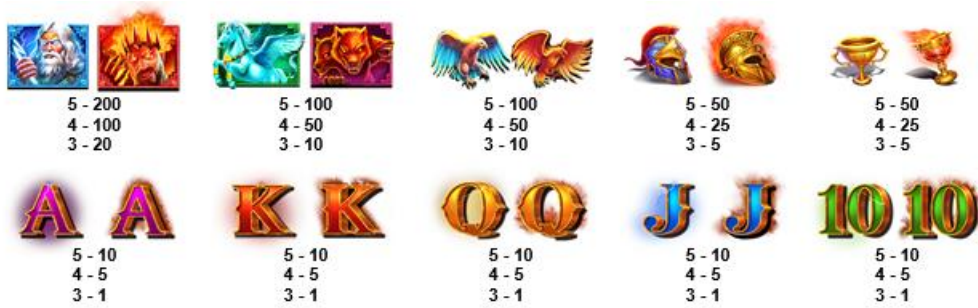 5 - 200
4 - 100
3 - 20
5 - 100
4 - 50
3 - 10
5 - 100
4 - 50
3 - 10
5 - 50
4 - 25
3 - 5
5 - 50
4 - 25
3 - 5
A A
5 - 10
4 - 5
3 - 1
K K
5 - 10
4 - 5
3 - 1
Q Q
5 - 10
4 - 5
3 - 1
J J
5 - 10
4 - 5
3 - 1
10 10
5 - 10
4 - 5
3 - 1